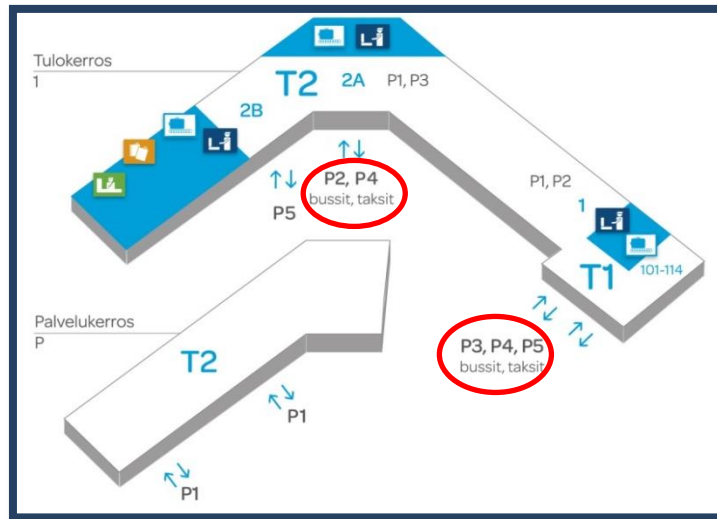 Tulokerros
1
T2
2A
P1, P3
2B
P2, P4
bussit, taksit
P5
P1, P2
1
T1
101-114
P3, P4, P5
bussit, taksit
Palvelukerros
P
T2
P1
P1